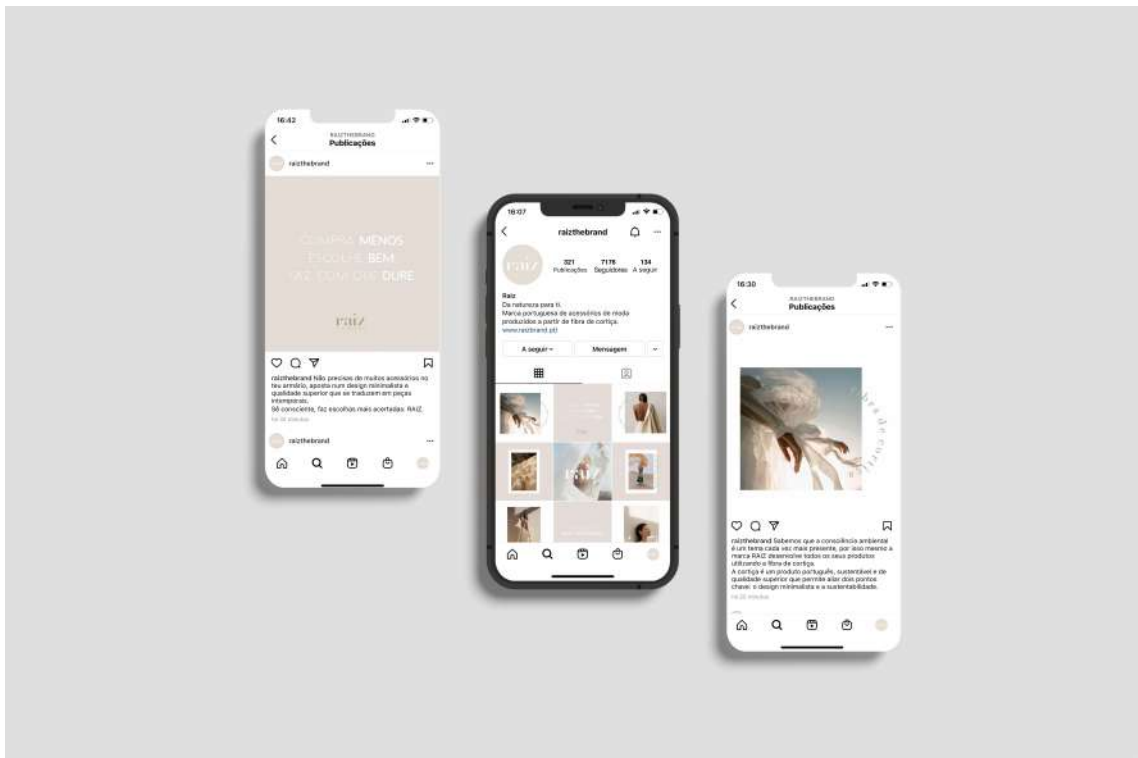 16:42
RAIZTHEBRAND
Publicações
raizthebrand
COMPRA MENOS
ESCOLHE BEM
FAZ COM QUE DURE
raiz
raizthebrand Não precisas de muitos acessórios no
teu armário, aposta num design minimalista e
qualidade superior que se traduzem em peças
intemporais.
Sê consciente, faz escolhas mais acertadas. RAIZ.
raizthebrand
16:07
raizthebrand
raiz
321
7178
134
Publicações
Seguidores
A seguir
Raiz
Da natureza para ti.
Marca portuguesa de acessórios de moda
produzidos a partir de fibra de cortiça.
www.raizbrand.pt/
A seguir
Mensagem
raiz
16:30
RAIZTHEBRAND
Publicações
raizthebrand
fibra de cortiça
raizthebrand Sabemos que a consciência ambiental
é um tema cada vez mais presente, por isso mesmo a
marca RAIZ desenvolve todos os seus produtos
utilizando a fibra de cortiça.
A cortiça é um produto português, sustentável e de
qualidade superior que permite aliar dois pontos
chave: o design minimalista e a sustentabilidade.